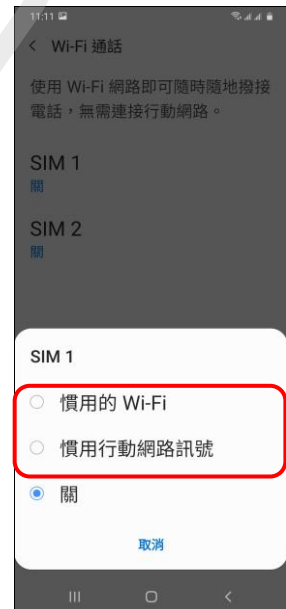 11:11
< Wi-Fi 通話
使用 Wi-Fi 網路即可隨時隨地撥接
電話，無需連接行動網路。
SIM 1
關
SIM 2
關
SIM 1
慣用的 Wi-Fi
慣用行動網路訊號
關
取消